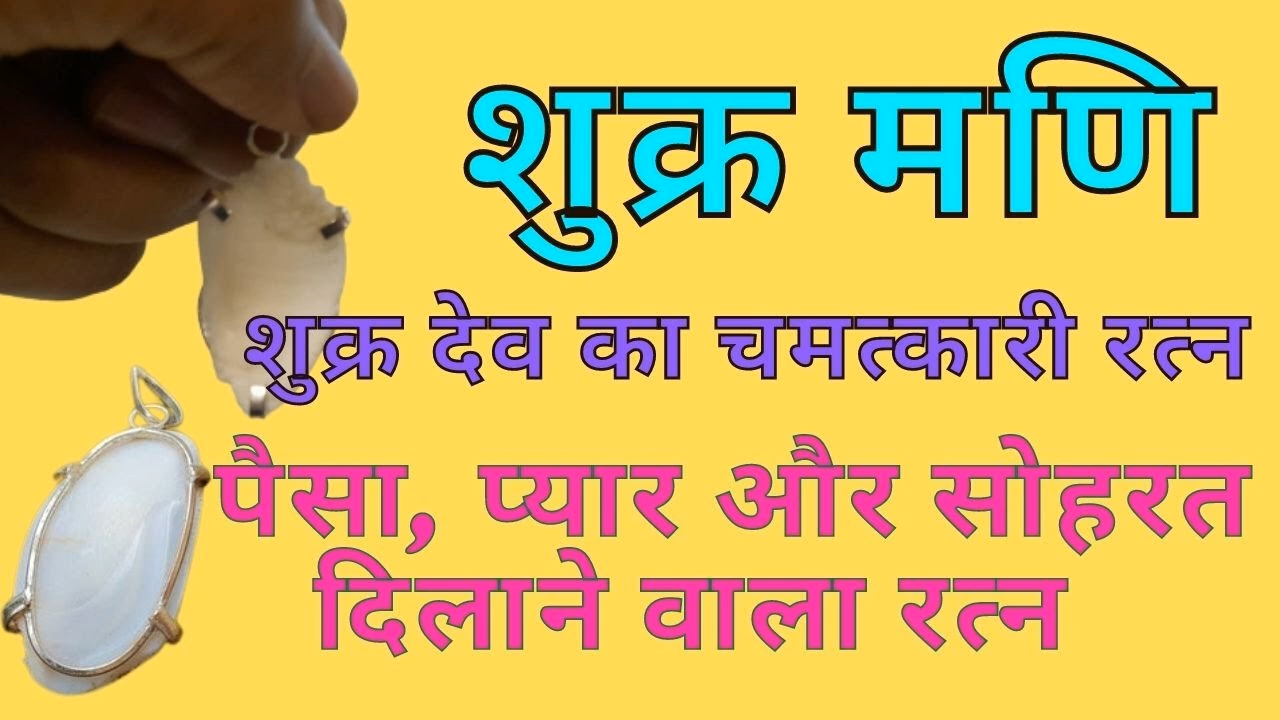 शुक्र मणि
शुक्र देव का चमत्कारी रत्न
पैसा, प्यार और सोहरत
दिलाने वाला रत्न